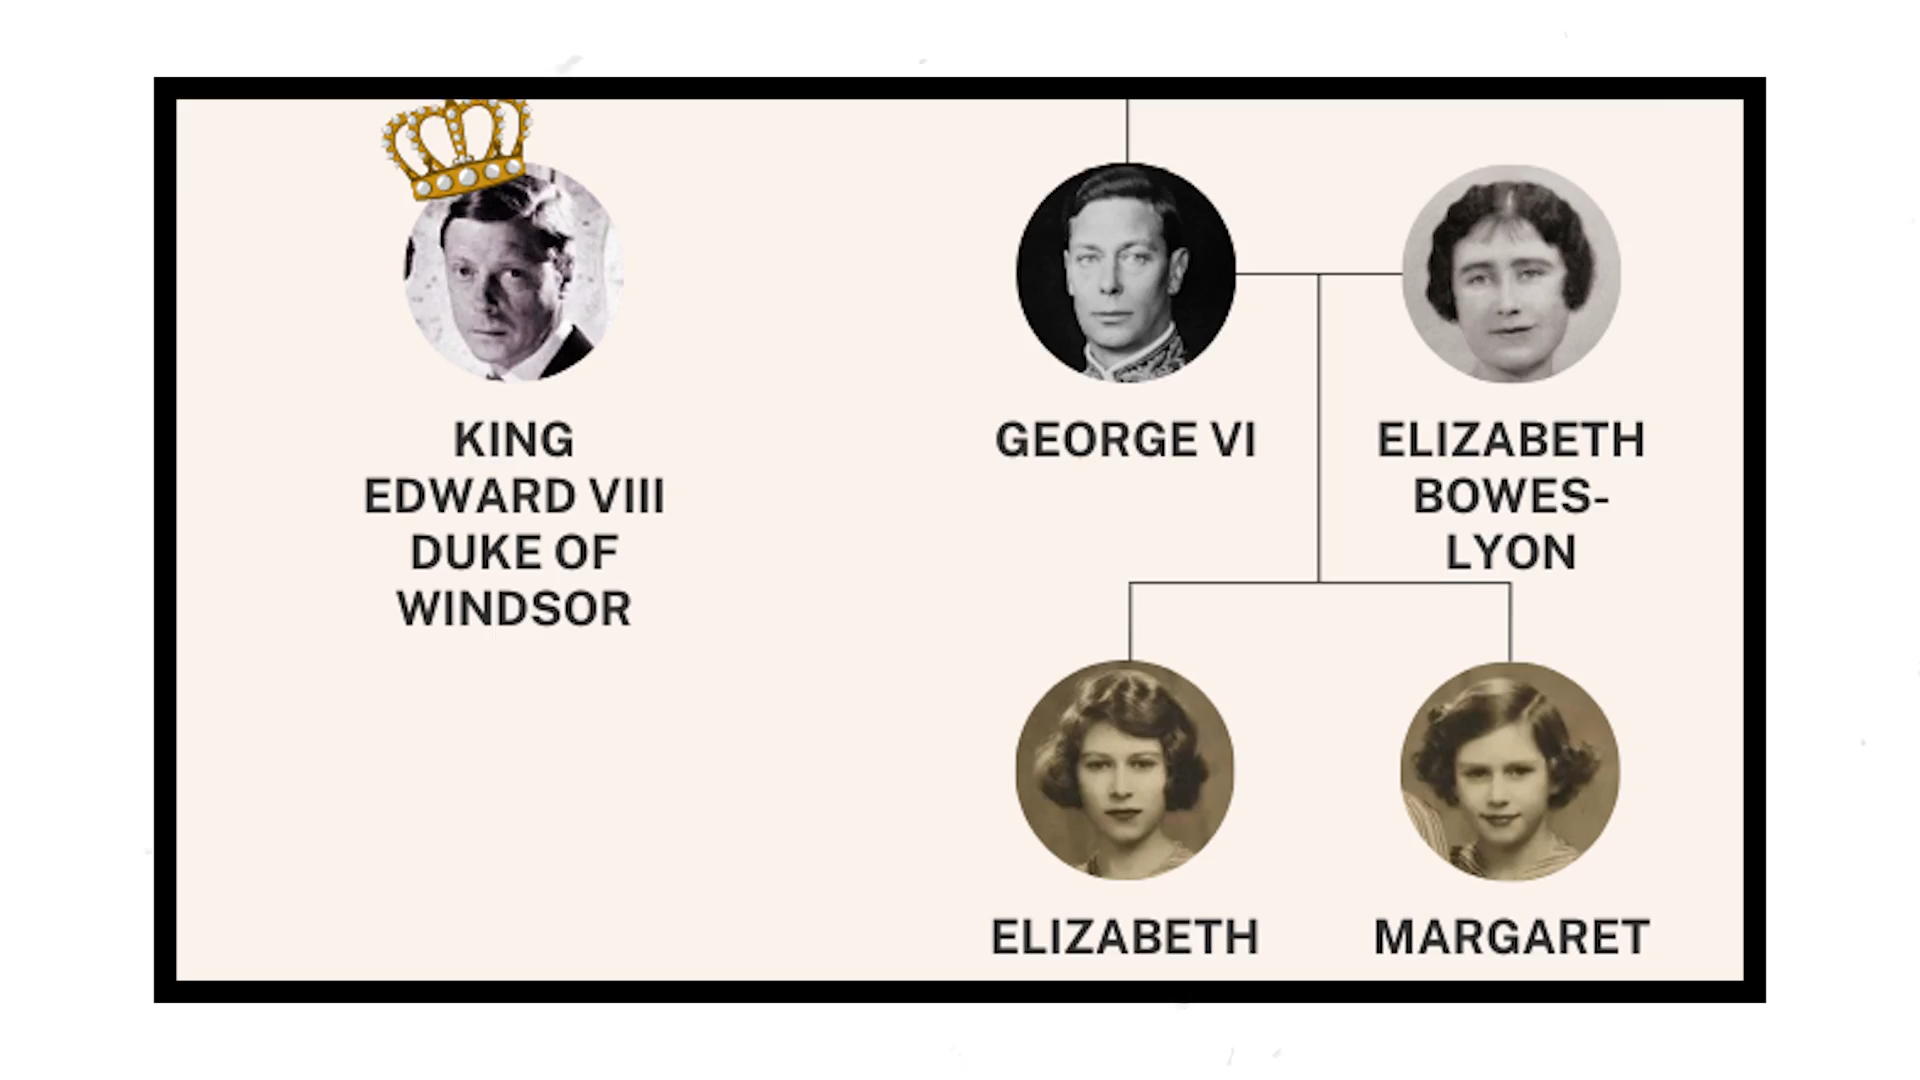 KING
EDWARD VIII
DUKE OF
WINDSOR
GEORGE VI
ELIZABETH
BOWES-
LYON
ELIZABETH
MARGARET